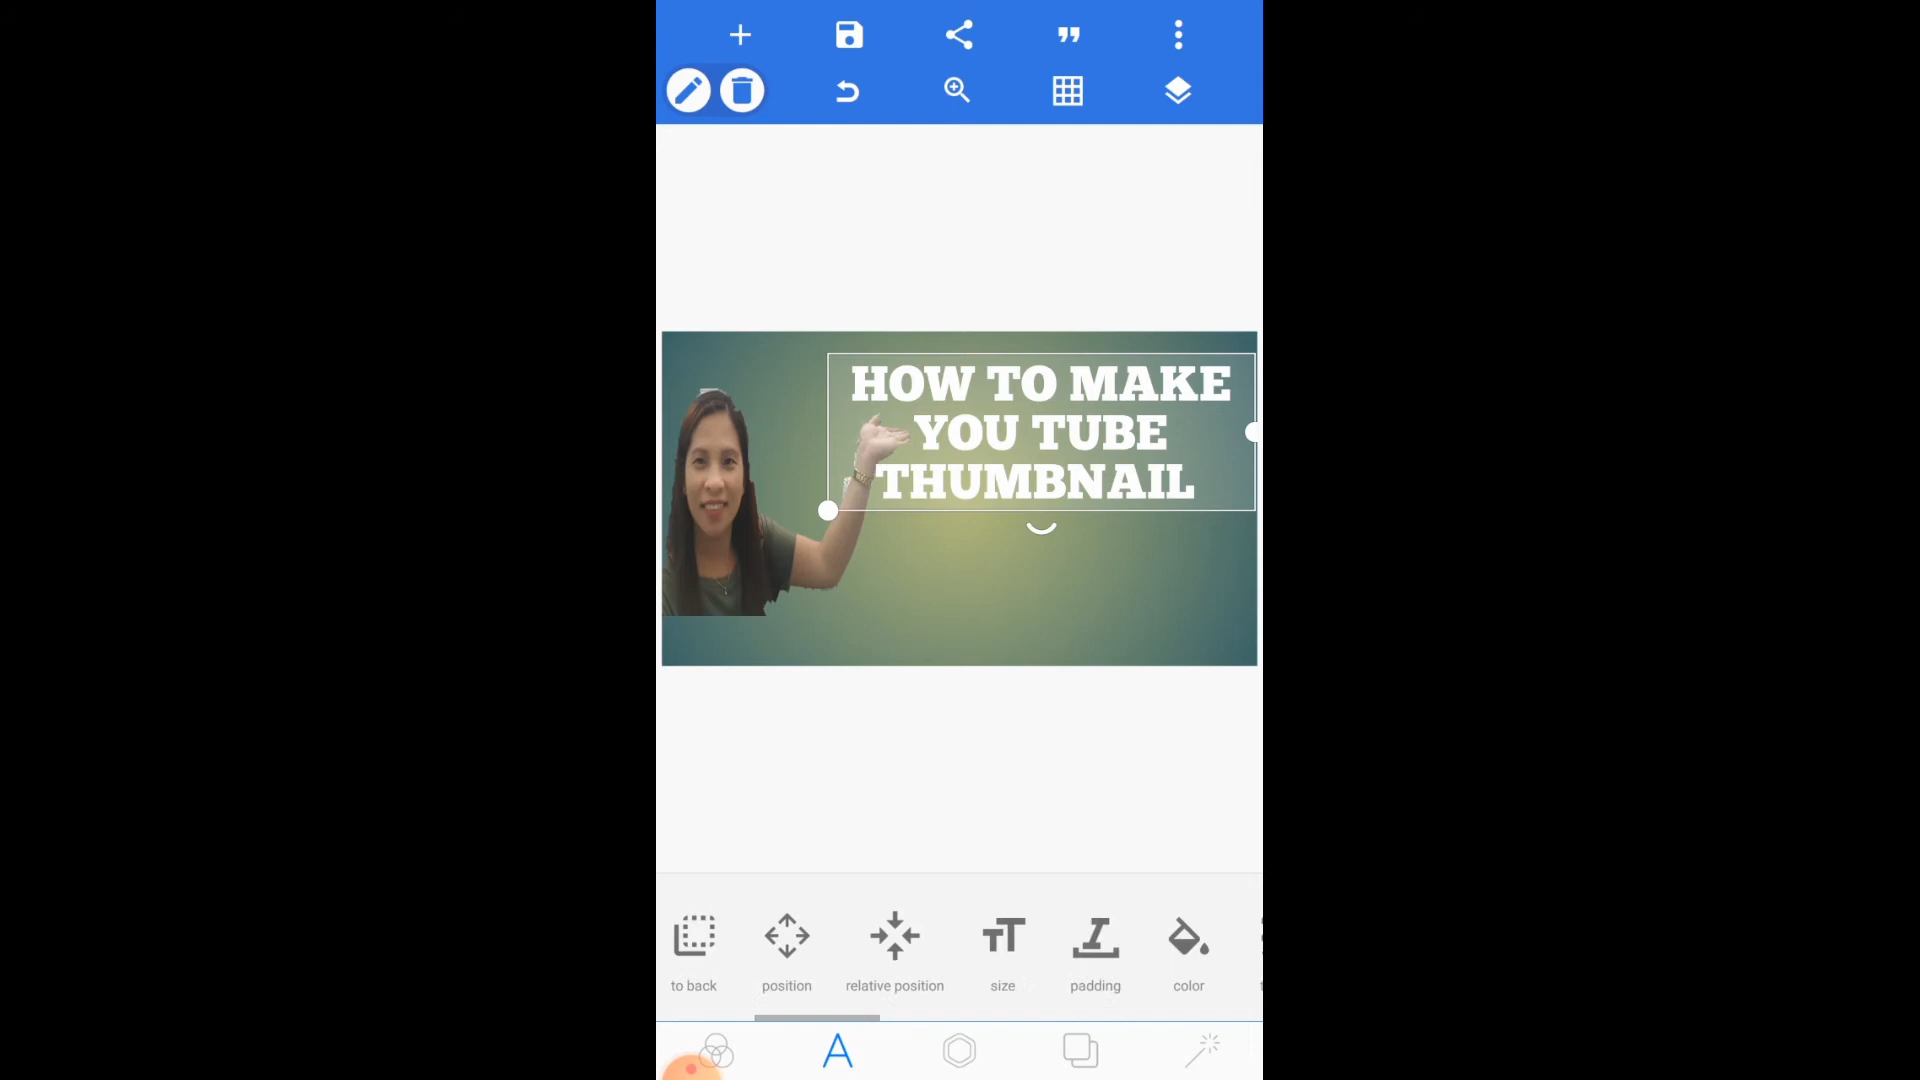 HOW TO MAKE
YOU TUBE
THUMBNAIL
to back
position
relative position
size
padding
color